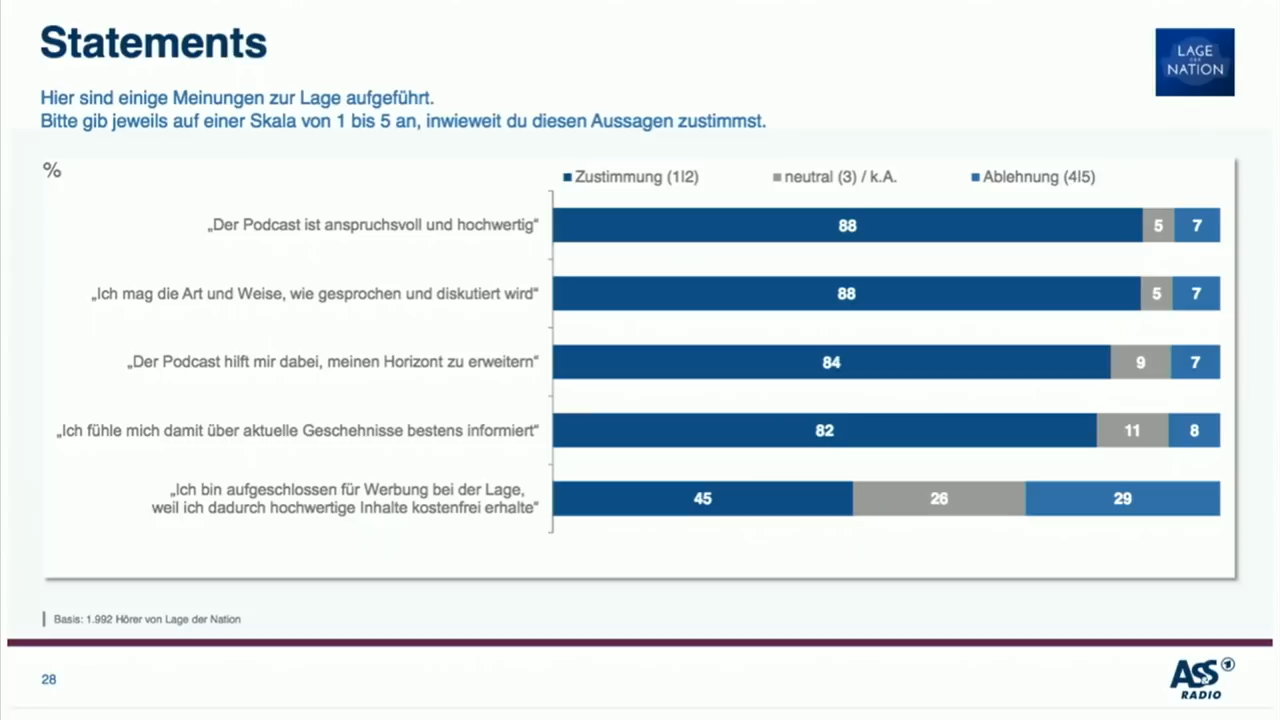 Statements
LAGE
DER
NATION
Hier sind einige Meinungen zur Lage aufgeführt.
Bitte gib jeweils auf einer Skala von 1 bis 5 an, inwieweit du diesen Aussagen zustimmst.
%
Zustimmung (1|2) neutral (3) / k.A. Ablehnung (4|5)
„Der Podcast ist anspruchsvoll und hochwertig“ 88 5 7
„Ich mag die Art und Weise, wie gesprochen und diskutiert wird“ 88 5 7
„Der Podcast hilft mir dabei, meinen Horizont zu erweitern“ 84 9 7
„Ich fühle mich damit über aktuelle Geschehnisse bestens informiert“ 82 11 8
„Ich bin aufgeschlossen für Werbung bei der Lage,
weil ich dadurch hochwertige Inhalte kostenfrei erhalte“ 45 26 29
Basis: 1.992 Hörer von Lage der Nation
28
AS&S
RADIO